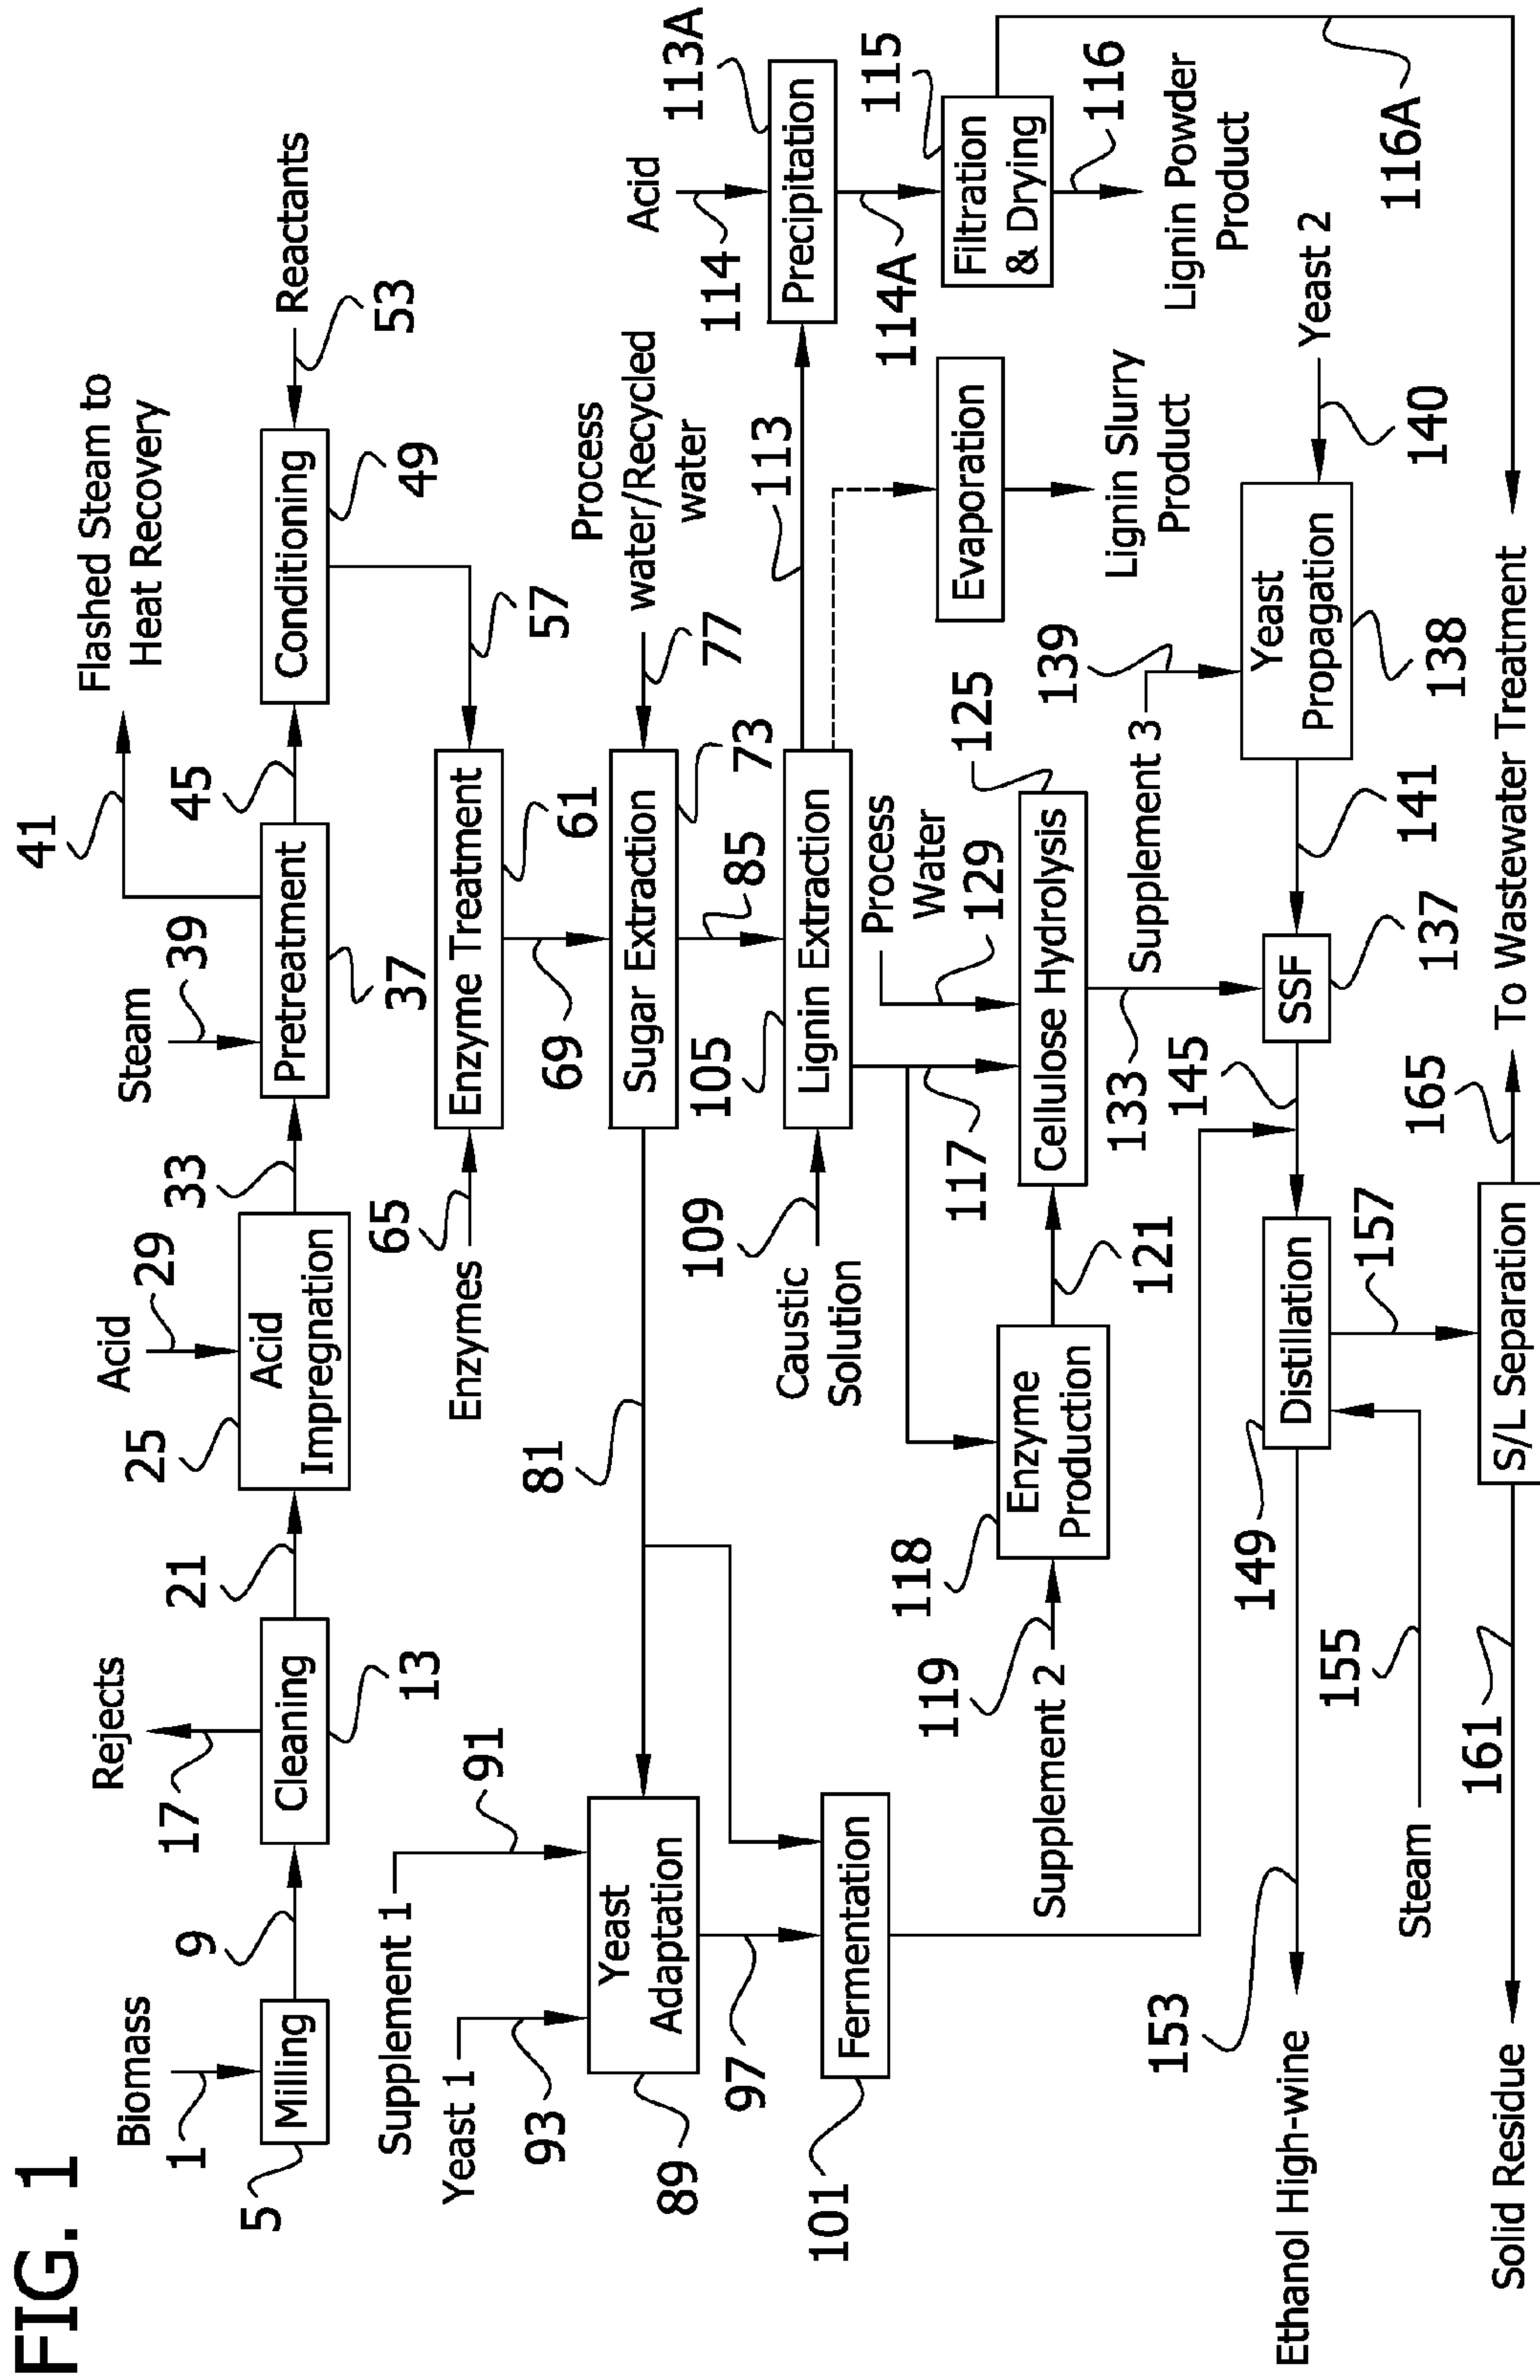 FIG. 1
Biomass
1
5
Milling
9
Rejects
17
Cleaning
13
21
Acid
29
25
Acid
Impregnation
33
Steam
39
Pretreatment
37
41
Flashed Steam to
Heat Recovery
45
Conditioning
49
Reactants
53
57
Enzymes
65
Enzyme Treatment
61
69
Process
water/Recycled
water
77
Sugar Extraction
73
81
85
Supplement 1
91
Yeast 1
93
Yeast
Adaptation
89
97
Fermentation
101
Caustic
Solution
109
105
Lignin Extraction
113
Acid
114
113A
Precipitation
114A
115
Filtration
& Drying
116
Lignin Powder
Product
116A
Evaporation
Lignin Slurry
Product
117
Process
Water
129
125
Cellulose Hydrolysis
Supplement 2
119
118
Enzyme
Production
121
133
Supplement 3
139
Yeast 2
140
Yeast
Propagation
138
141
SSF
137
145
Distillation
149
153
Ethanol High-wine
Steam
155
157
S/L Separation
161
Solid Residue
165
To Wastewater Treatment